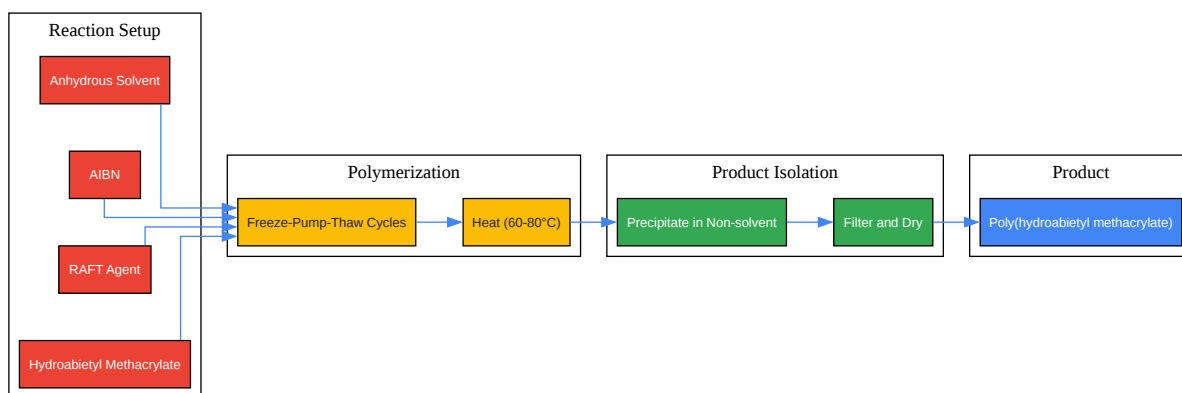 Reaction Setup
Anhydrous Solvent
AIBN
RAFT Agent
Hydroabietyl Methacrylate
Polymerization
Freeze-Pump-Thaw Cycles
Heat (60-80°C)
Product Isolation
Precipitate in Non-solvent
Filter and Dry
Product
Poly(hydroabietyl methacrylate)